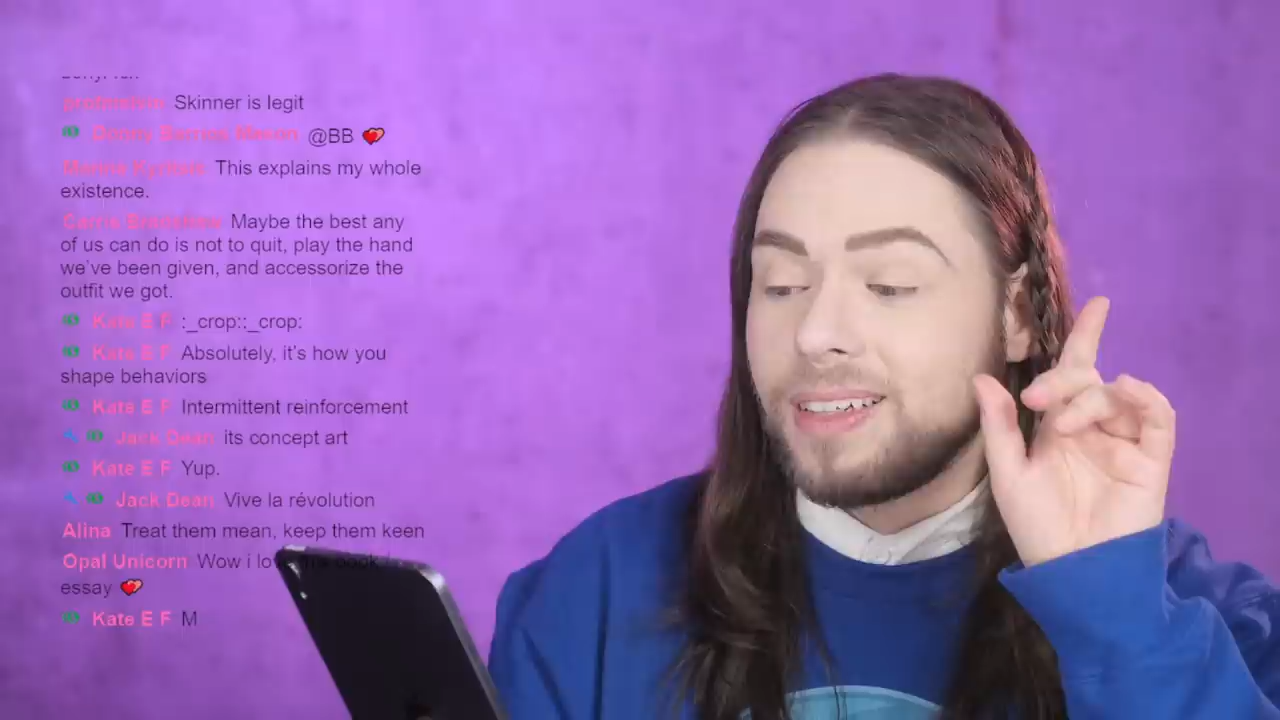 Skinner is legit
@BB
This explains my whole
existence.
Maybe the best any
of us can do is not to quit, play the hand
we've been given, and accessorize the
outfit we got.
Kate E F :_crop::_crop:
Kate E F Absolutely, it's how you
shape behaviors
Kate E F Intermittent reinforcement
Jack Dean its concept art
Kate E F Yup.
Jack Dean Vive la révolution
Alina Treat them mean, keep them keen
Opal Unicorn Wow i
essay
Kate E F M